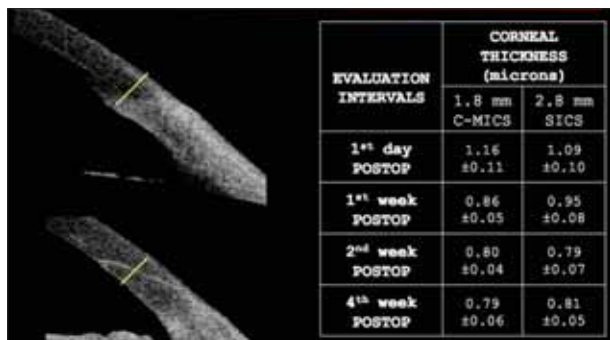 CORNEAL
THICKNESS
(microns)
EVALUATION
INTERVALS
1.8 mm
C-MICS
2.8 mm
SICS
1st day
POSTOP
1.16
±0.11
1.09
±0.10
1st week
POSTOP
0.86
±0.05
0.95
±0.08
2nd week
POSTOP
0.80
±0.04
0.79
±0.07
4th week
POSTOP
0.79
±0.06
0.81
±0.05